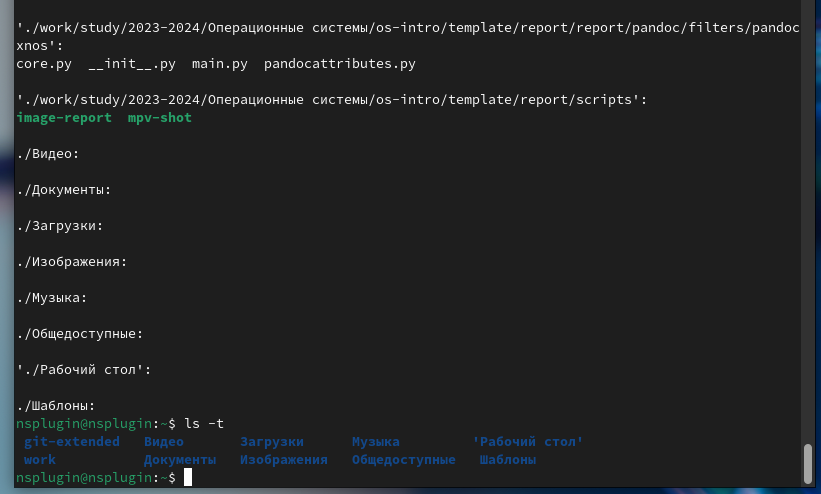 './work/study/2023-2024/Операционные системы/os-intro/template/report/report/pandoc/filters/pandoc
xnos':
core.py  __init__.py  main.py  pandocattributes.py
'./work/study/2023-2024/Операционные системы/os-intro/template/report/scripts':
image-report  mpv-shot
./Видео:
./Документы:
./Загрузки:
./Изображения:
./Музыка:
./Общедоступные:
'./Рабочий стол':
./Шаблоны:
nsplugin@nsplugin:~$ ls -t
git-extended  Видео  Загрузки  Музыка  'Рабочий стол'
work  Документы  Изображения  Общедоступные  Шаблоны
nsplugin@nsplugin:~$